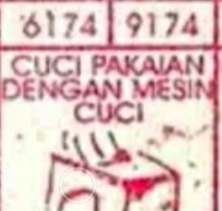 6174 9174
CUCI PAKAIAN
DENGAN MESIN
CUCI